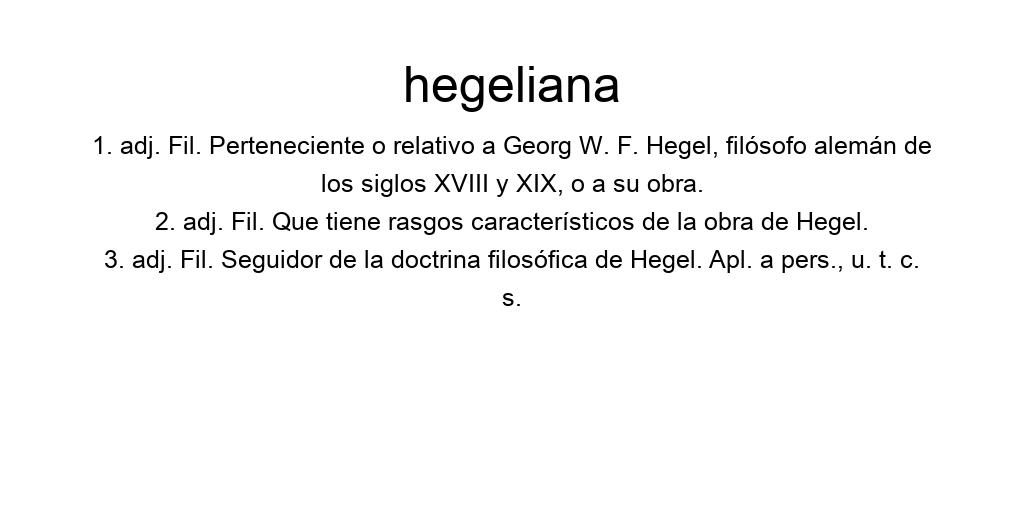 hegeliana
1. adj. Fil. Perteneciente o relativo a Georg W. F. Hegel, filósofo alemán de
los siglos XVIII y XIX, o a su obra.
2. adj. Fil. Que tiene rasgos característicos de la obra de Hegel.
3. adj. Fil. Seguidor de la doctrina filosófica de Hegel. Apl. a pers., u. t. c.
s.